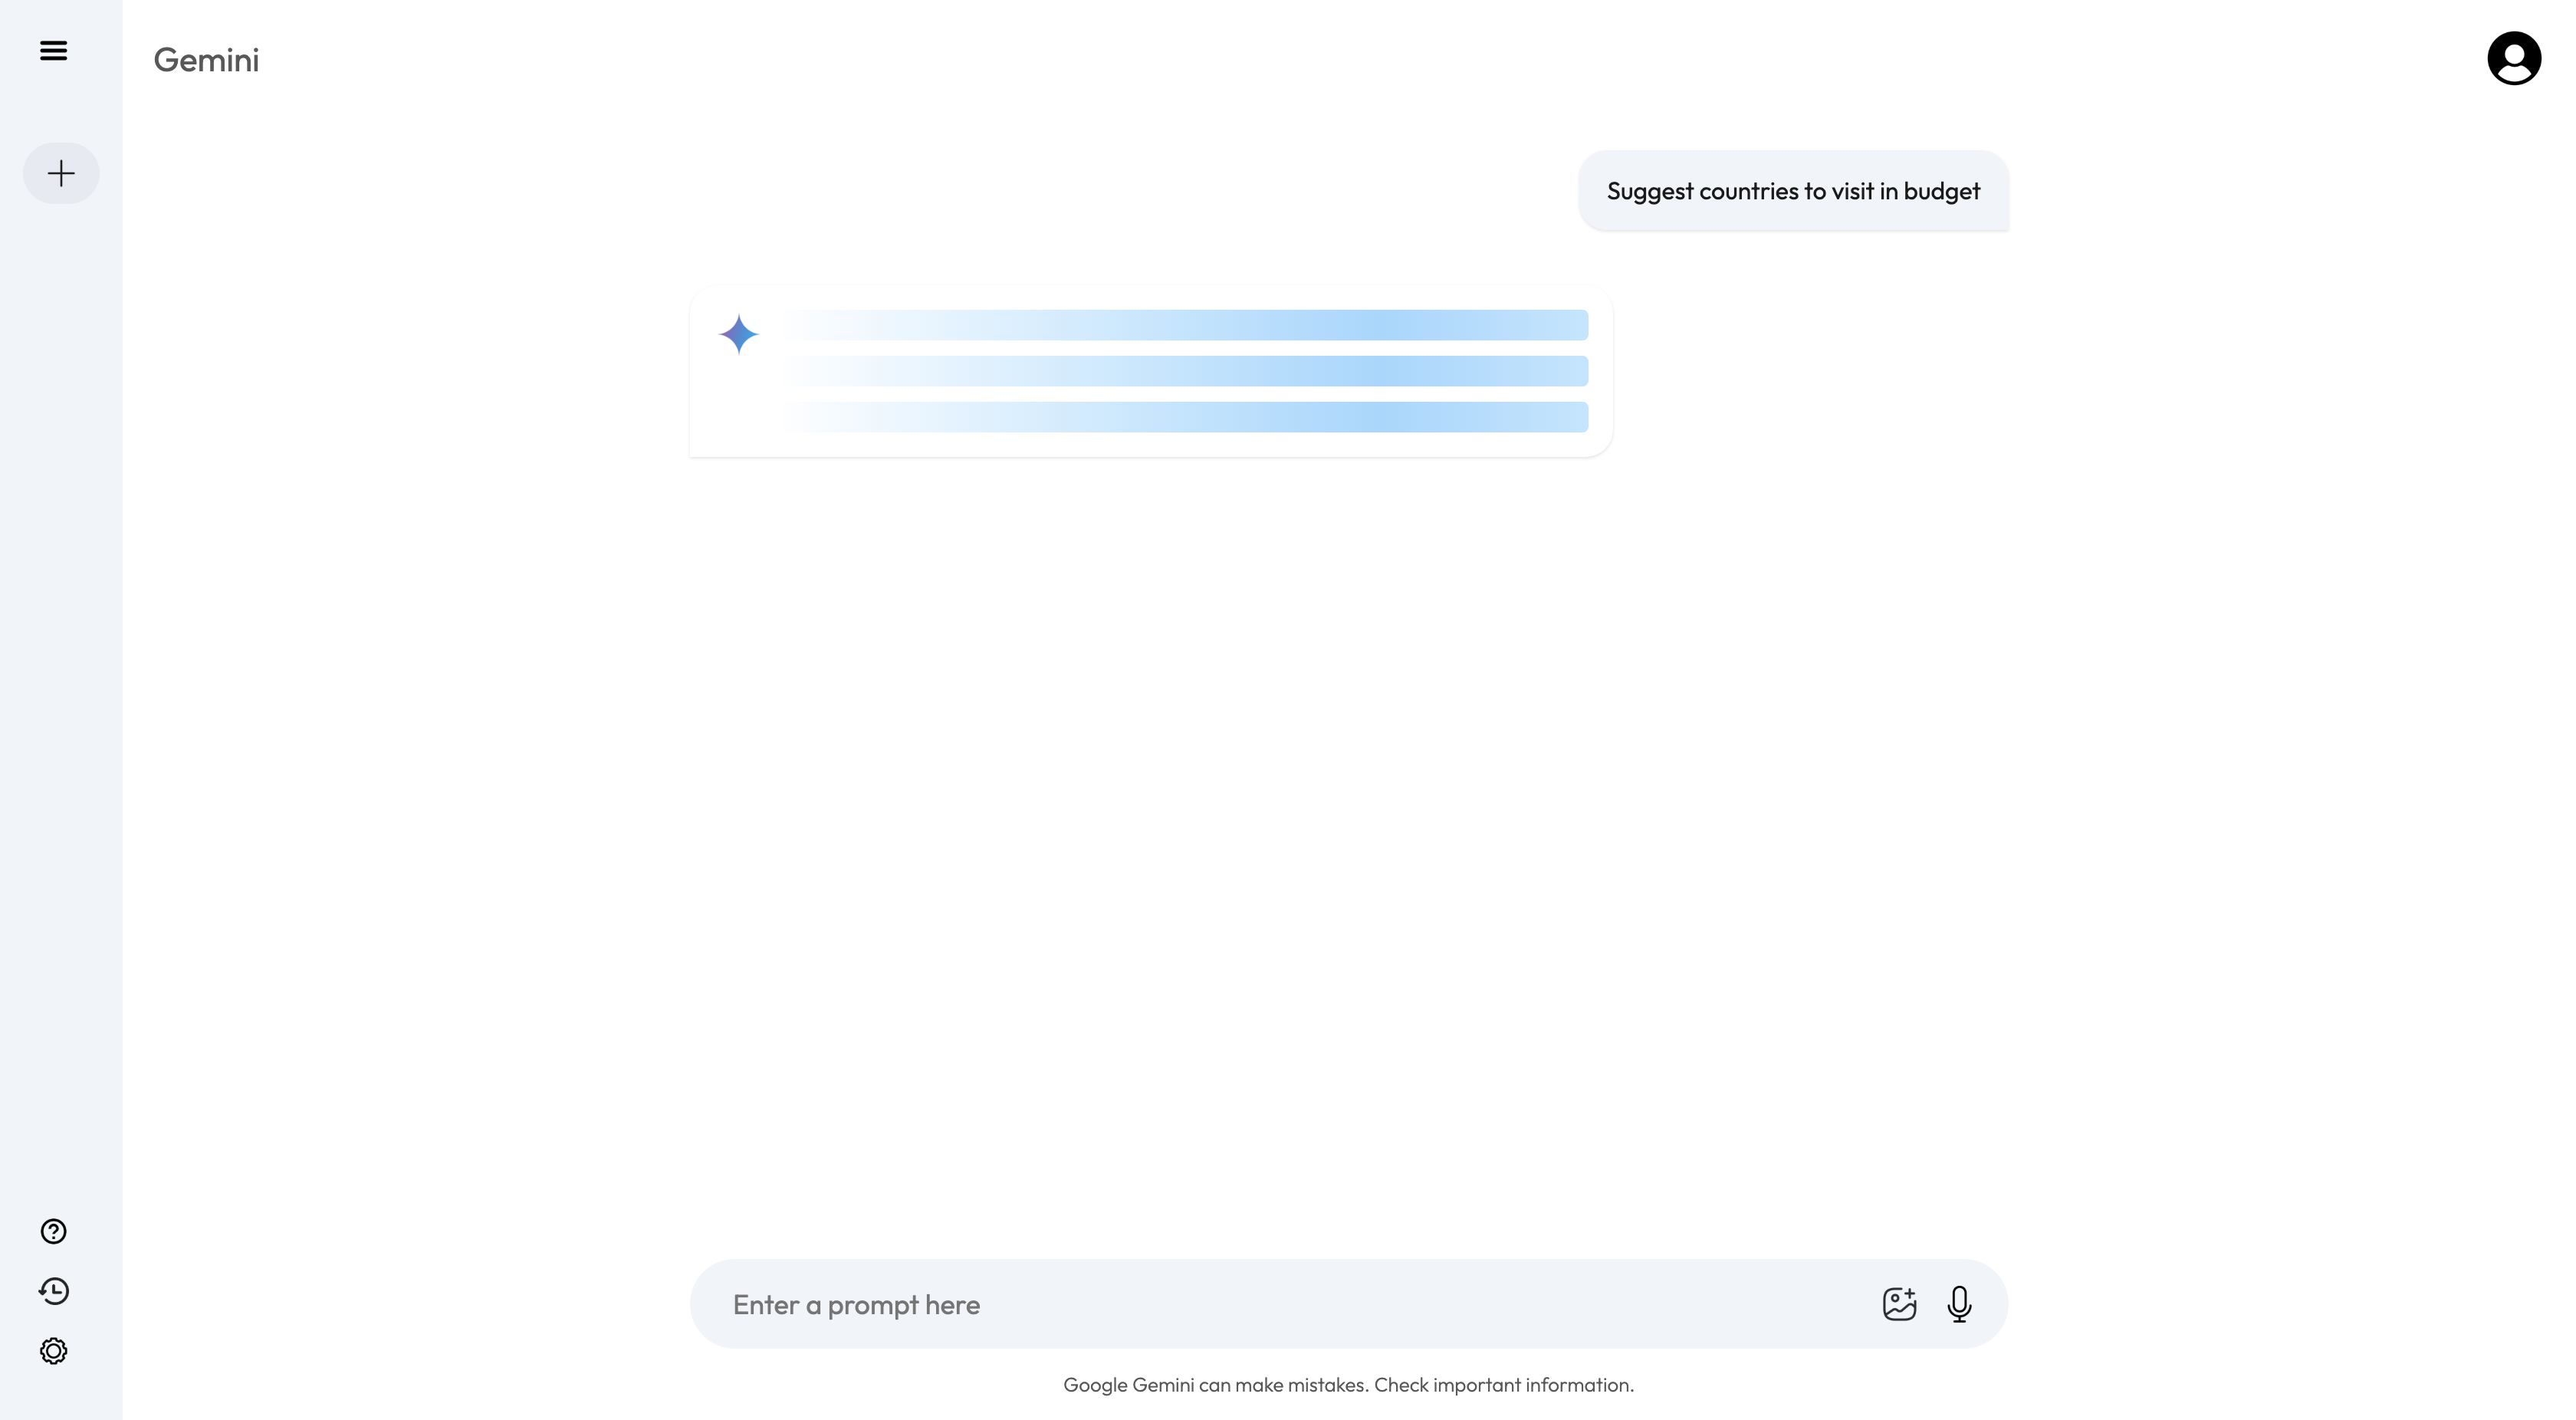 Gemini
Suggest countries to visit in budget
Enter a prompt here
Google Gemini can make mistakes. Check important information.